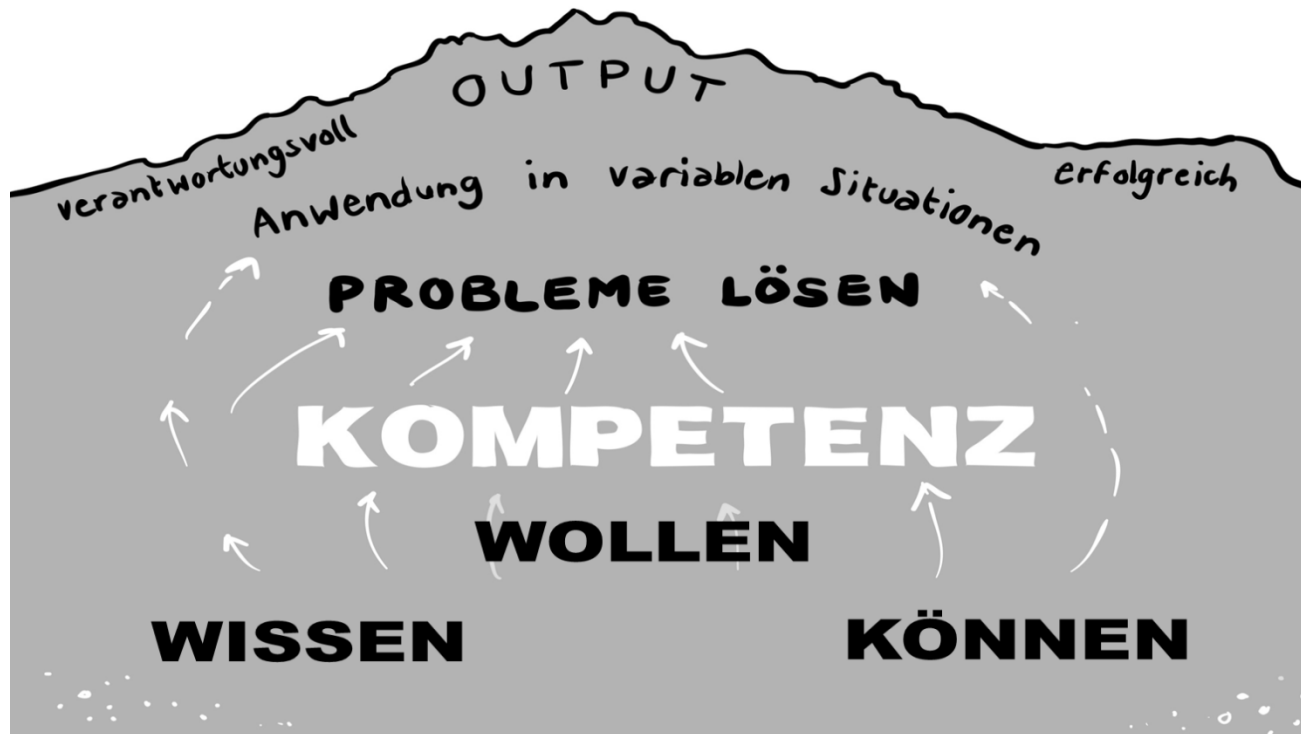 OUTPUT
verantwortungsvoll
erfolgreich
Anwendung in variablen Situationen
PROBLEME LÖSEN
KOMPETENZ
WOLLEN
WISSEN
KÖNNEN